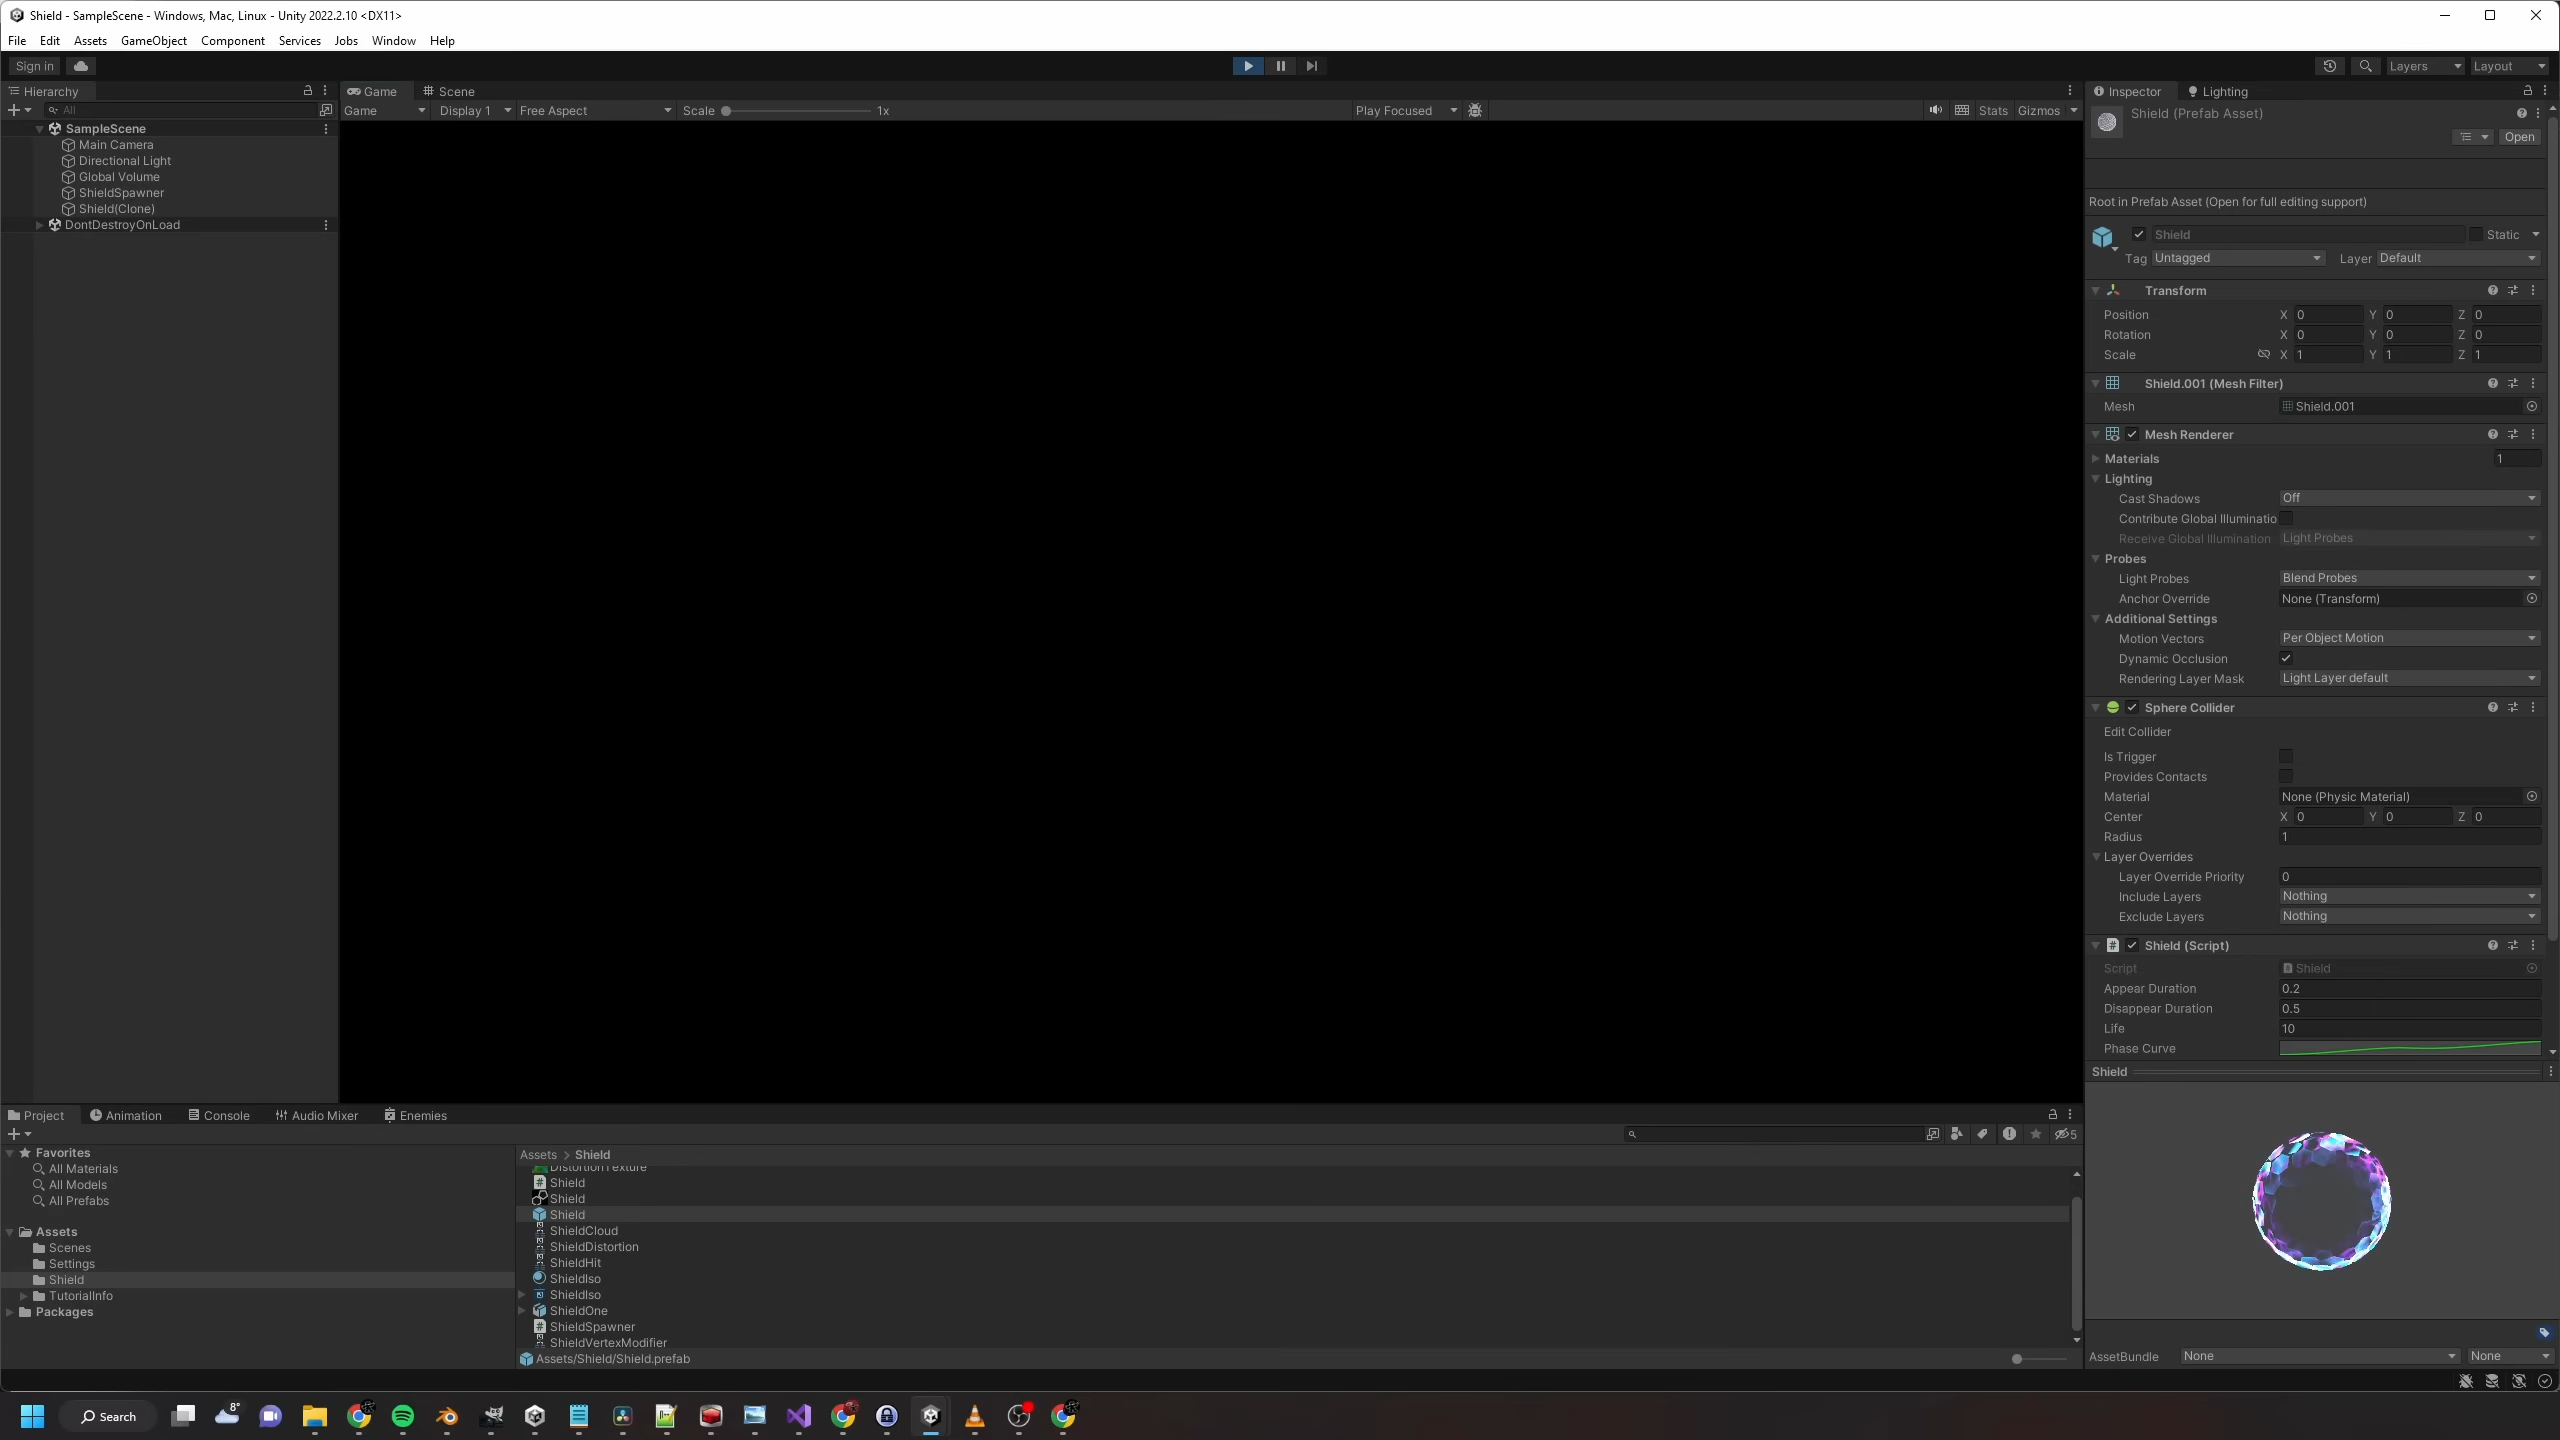 Shield - SampleScene - Windows, Mac, Linux - Unity 2022.2.10 <DX11>
File Edit Assets GameObject Component Services Jobs Window Help
Sign in
Layers Layout
Hierarchy
All
SampleScene
Main Camera
Directional Light
Global Volume
ShieldSpawner
Shield(Clone)
DontDestroyOnLoad
Game Scene
Game Display 1 Free Aspect Scale 1x Play Focused Stats Gizmos
Inspector Lighting
Shield (Prefab Asset)
Open
Root in Prefab Asset (Open for full editing support)
Shield Static
Tag Untagged Layer Default
Transform
Position X 0 Y 0 Z 0
Rotation X 0 Y 0 Z 0
Scale X 1 Y 1 Z 1
Shield.001 (Mesh Filter)
Mesh Shield.001
Mesh Renderer
Materials 1
Lighting
Cast Shadows Off
Contribute Global Illuminatio
Receive Global Illumination Light Probes
Probes
Light Probes Blend Probes
Anchor Override None (Transform)
Additional Settings
Motion Vectors Per Object Motion
Dynamic Occlusion
Rendering Layer Mask Light Layer default
Sphere Collider
Edit Collider
Is Trigger
Provides Contacts
Material None (Physic Material)
Center X 0 Y 0 Z 0
Radius 1
Layer Overrides
Layer Override Priority 0
Include Layers Nothing
Exclude Layers Nothing
Shield (Script)
Script Shield
Appear Duration 0.2
Disappear Duration 0.5
Life 10
Phase Curve
Shield
AssetBundle None None
Project Animation Console Audio Mixer Enemies
5
Favorites
All Materials
All Models
All Prefabs
Assets
Scenes
Settings
Shield
TutorialInfo
Packages
Assets > Shield
DistortionTexture
Shield
Shield
Shield
ShieldCloud
ShieldDistortion
ShieldHit
ShieldIso
ShieldIso
ShieldOne
ShieldSpawner
ShieldVertexModifier
Assets/Shield/Shield.prefab
Search
8°